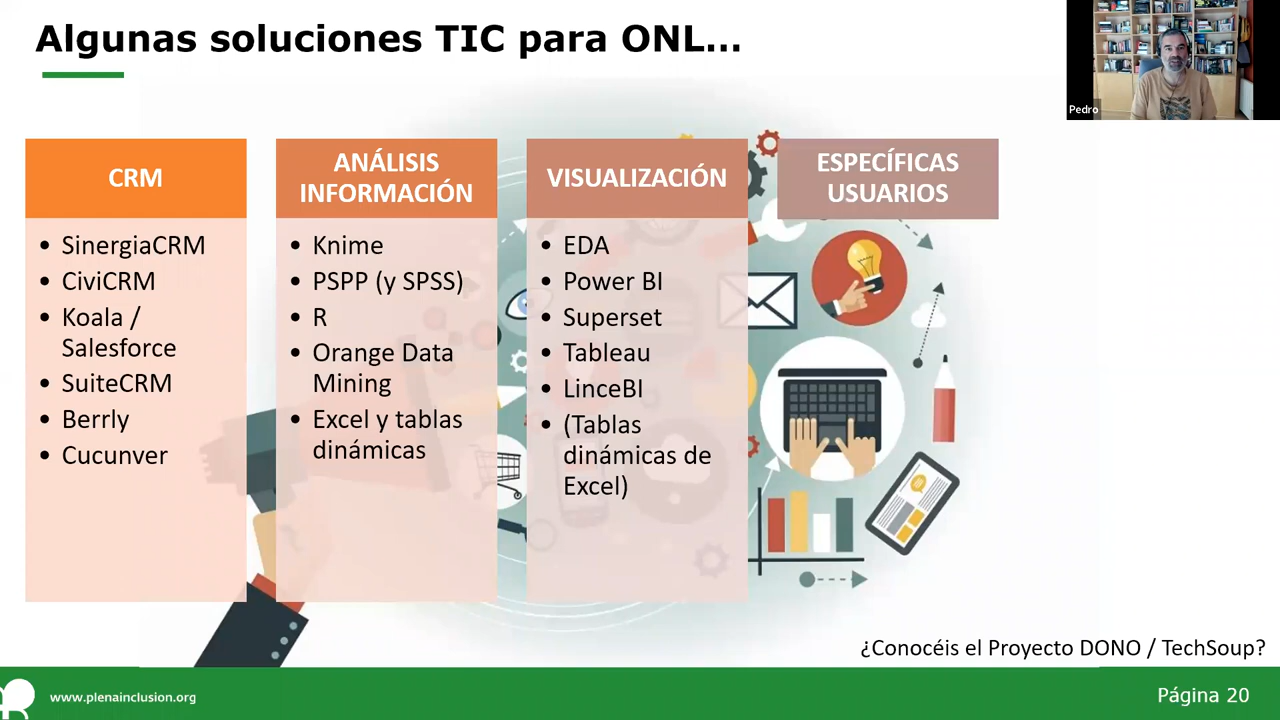 Algunas soluciones TIC para ONL...
Pedro
CRM
• SinergiaCRM
• CiviCRM
• Koala /
Salesforce
• SuiteCRM
• Berrly
• Cucunver
ANÁLISIS
INFORMACIÓN
• Knime
• PSPP (y SPSS)
• R
• Orange Data
Mining
• Excel y tablas
dinámicas
VISUALIZACIÓN
• EDA
• Power BI
• Superset
• Tableau
• LinceBI
• (Tablas
dinámicas de
Excel)
ESPECÍFICAS
USUARIOS
¿Conocéis el Proyecto DONO / TechSoup?
www.plenainclusion.org
Página 20